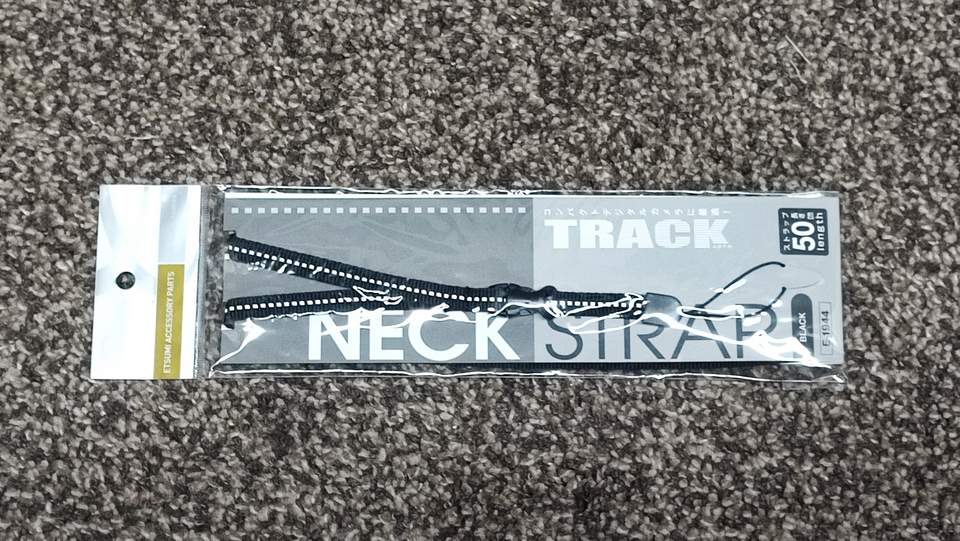 ETSUMI ACCESSORY PARTS
コンパクトデジタルカメラに最適!
TRACK
NECK STRAP
ストラップ
長さ
50cm
length
BLACK
E-1944